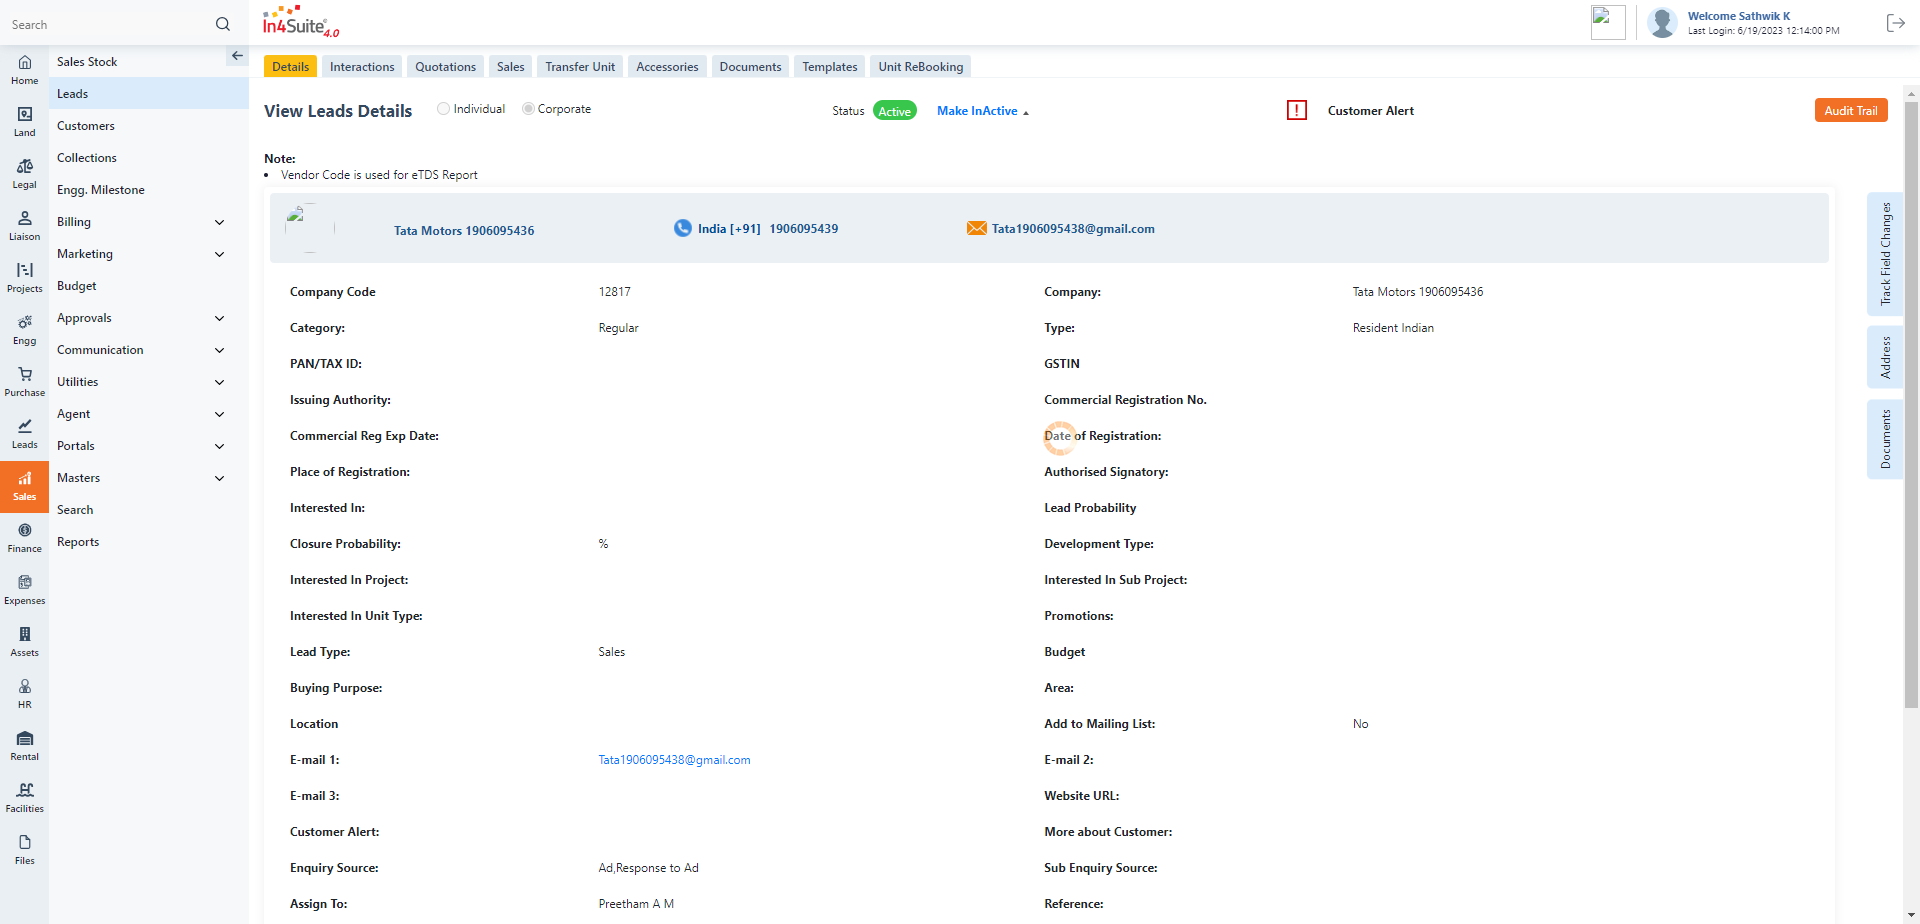 Search
In4Suite® 4.0
Welcome Sathwik K
Last Login: 6/19/2023 12:14:00 PM
Home
Land
Legal
Liaison
Projects
Engg
Purchase
Leads
Sales
Finance
Expenses
Assets
HR
Rental
Facilities
Files
Sales Stock
Leads
Customers
Collections
Engg. Milestone
Billing
Marketing
Budget
Approvals
Communication
Utilities
Agent
Portals
Masters
Search
Reports
Details Interactions Quotations Sales Transfer Unit Accessories Documents Templates Unit ReBooking
View Leads Details Individual Corporate Status Active Make InActive Customer Alert Audit Trail
Note:
• Vendor Code is used for eTDS Report
Tata Motors 1906095436 India [+91] 1906095439 Tata1906095438@gmail.com
Company Code 12817 Company: Tata Motors 1906095436
Category: Regular Type: Resident Indian
PAN/TAX ID: GSTIN
Issuing Authority: Commercial Registration No.
Commercial Reg Exp Date: Date of Registration:
Place of Registration: Authorised Signatory:
Interested In: Lead Probability
Closure Probability: % Development Type:
Interested In Project: Interested In Sub Project:
Interested In Unit Type: Promotions:
Lead Type: Sales Budget
Buying Purpose: Area:
Location Add to Mailing List: No
E-mail 1: Tata1906095438@gmail.com E-mail 2:
E-mail 3: Website URL:
Customer Alert: More about Customer:
Enquiry Source: Ad,Response to Ad Sub Enquiry Source:
Assign To: Preetham A M Reference:
Track Field Changes
Address
Documents